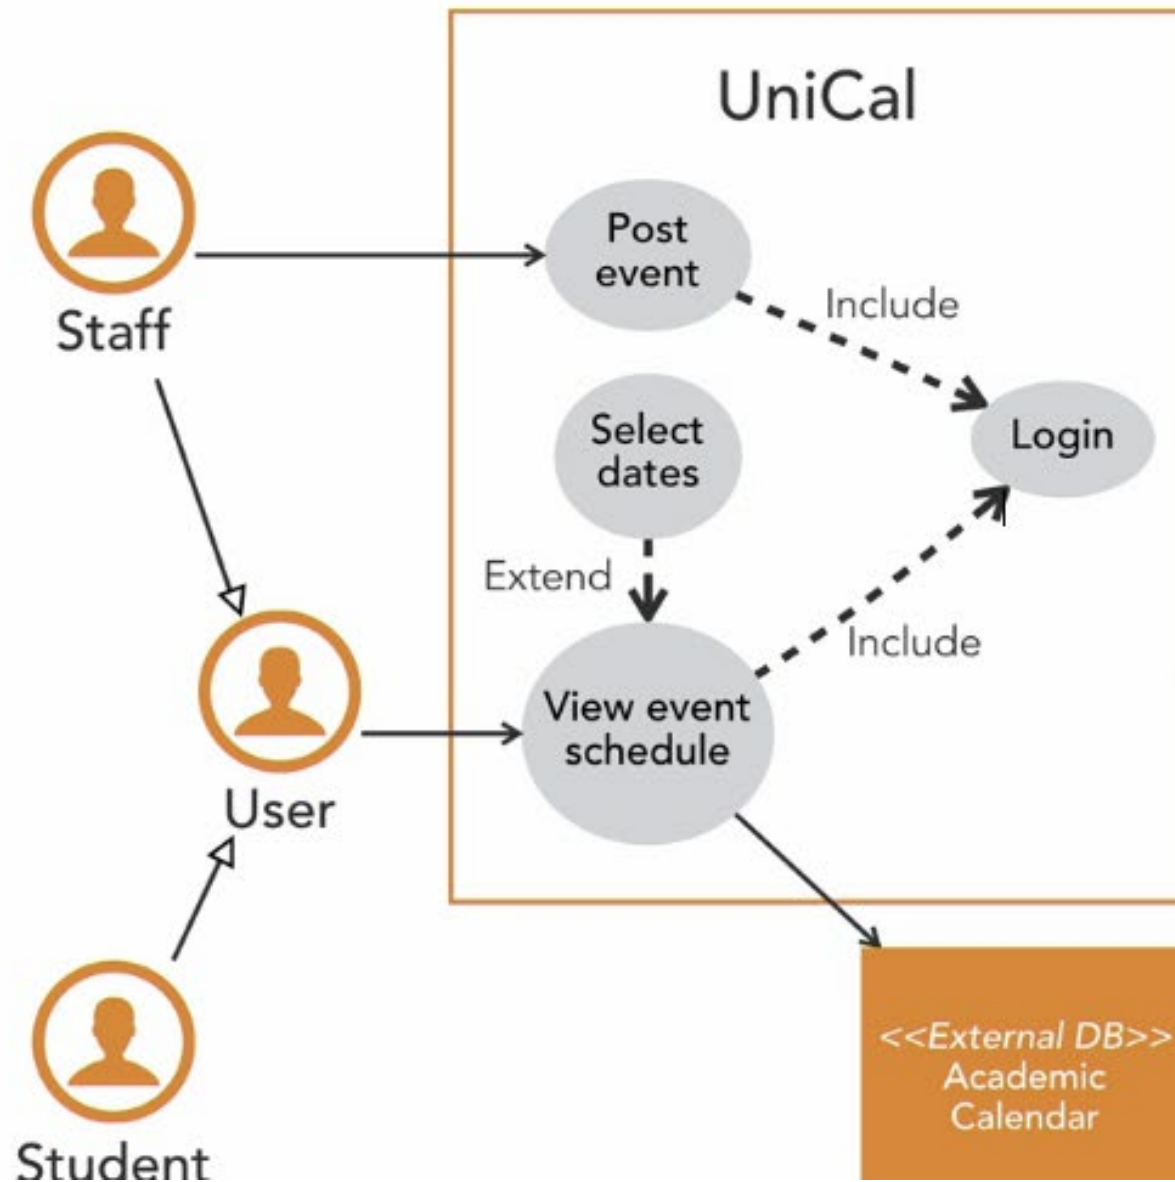 UniCal
Staff
Post
event
Include
Select
dates
Login
Extend
Include
View event
schedule
User
Student
<<External DB>>
Academic
Calendar